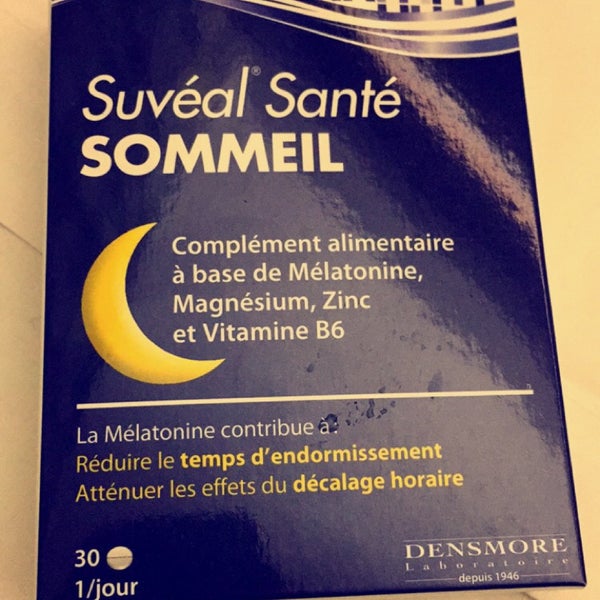 Suvéal® Santé
SOMMEIL
Complément alimentaire
à base de Mélatonine,
Magnésium, Zinc
et Vitamine B6
La Mélatonine contribue à :
Réduire le temps d'endormissement
Atténuer les effets du décalage horaire
30
1/jour
DENSMORE
Laboratoire
depuis 1946